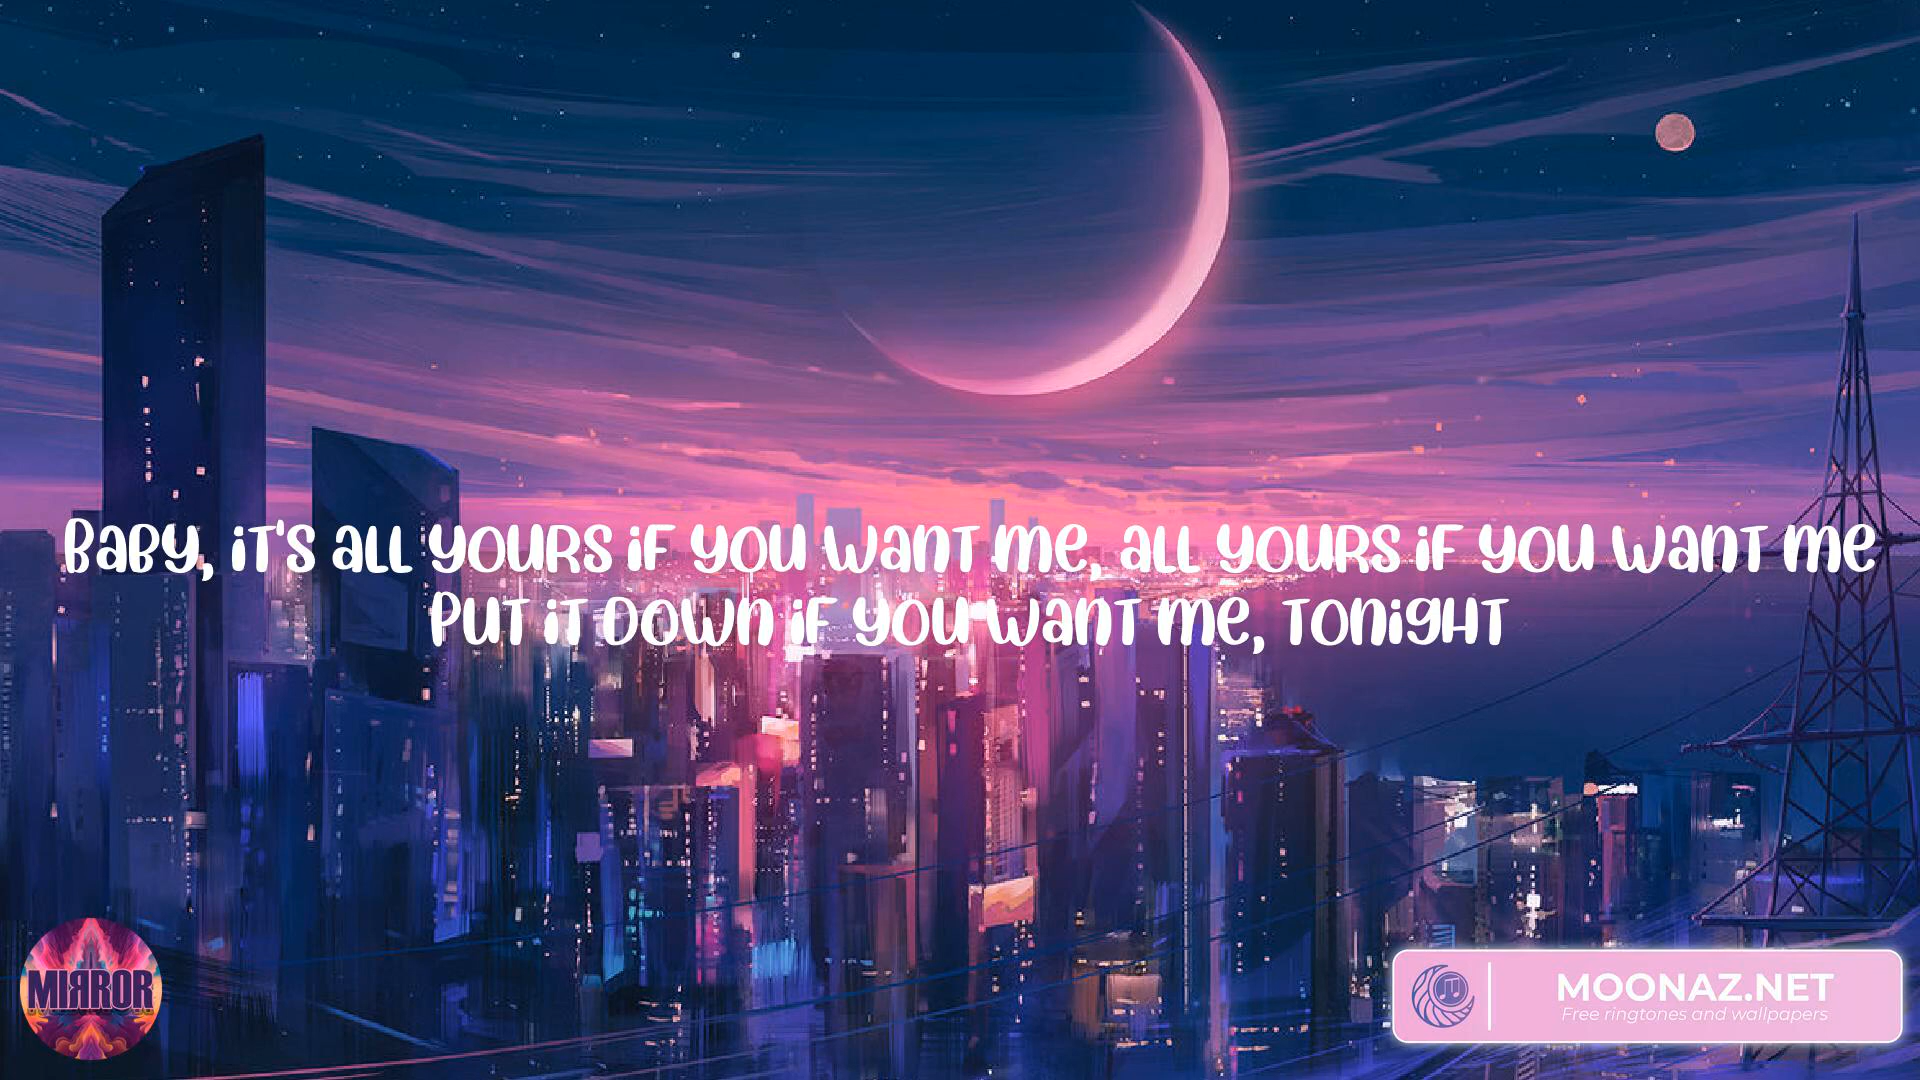 Baby, it's all yours if you want me, all yours if you want me
Put it down if you want me, tonight
MIRROR
MOONAZ.NET
Free ringtones and wallpapers